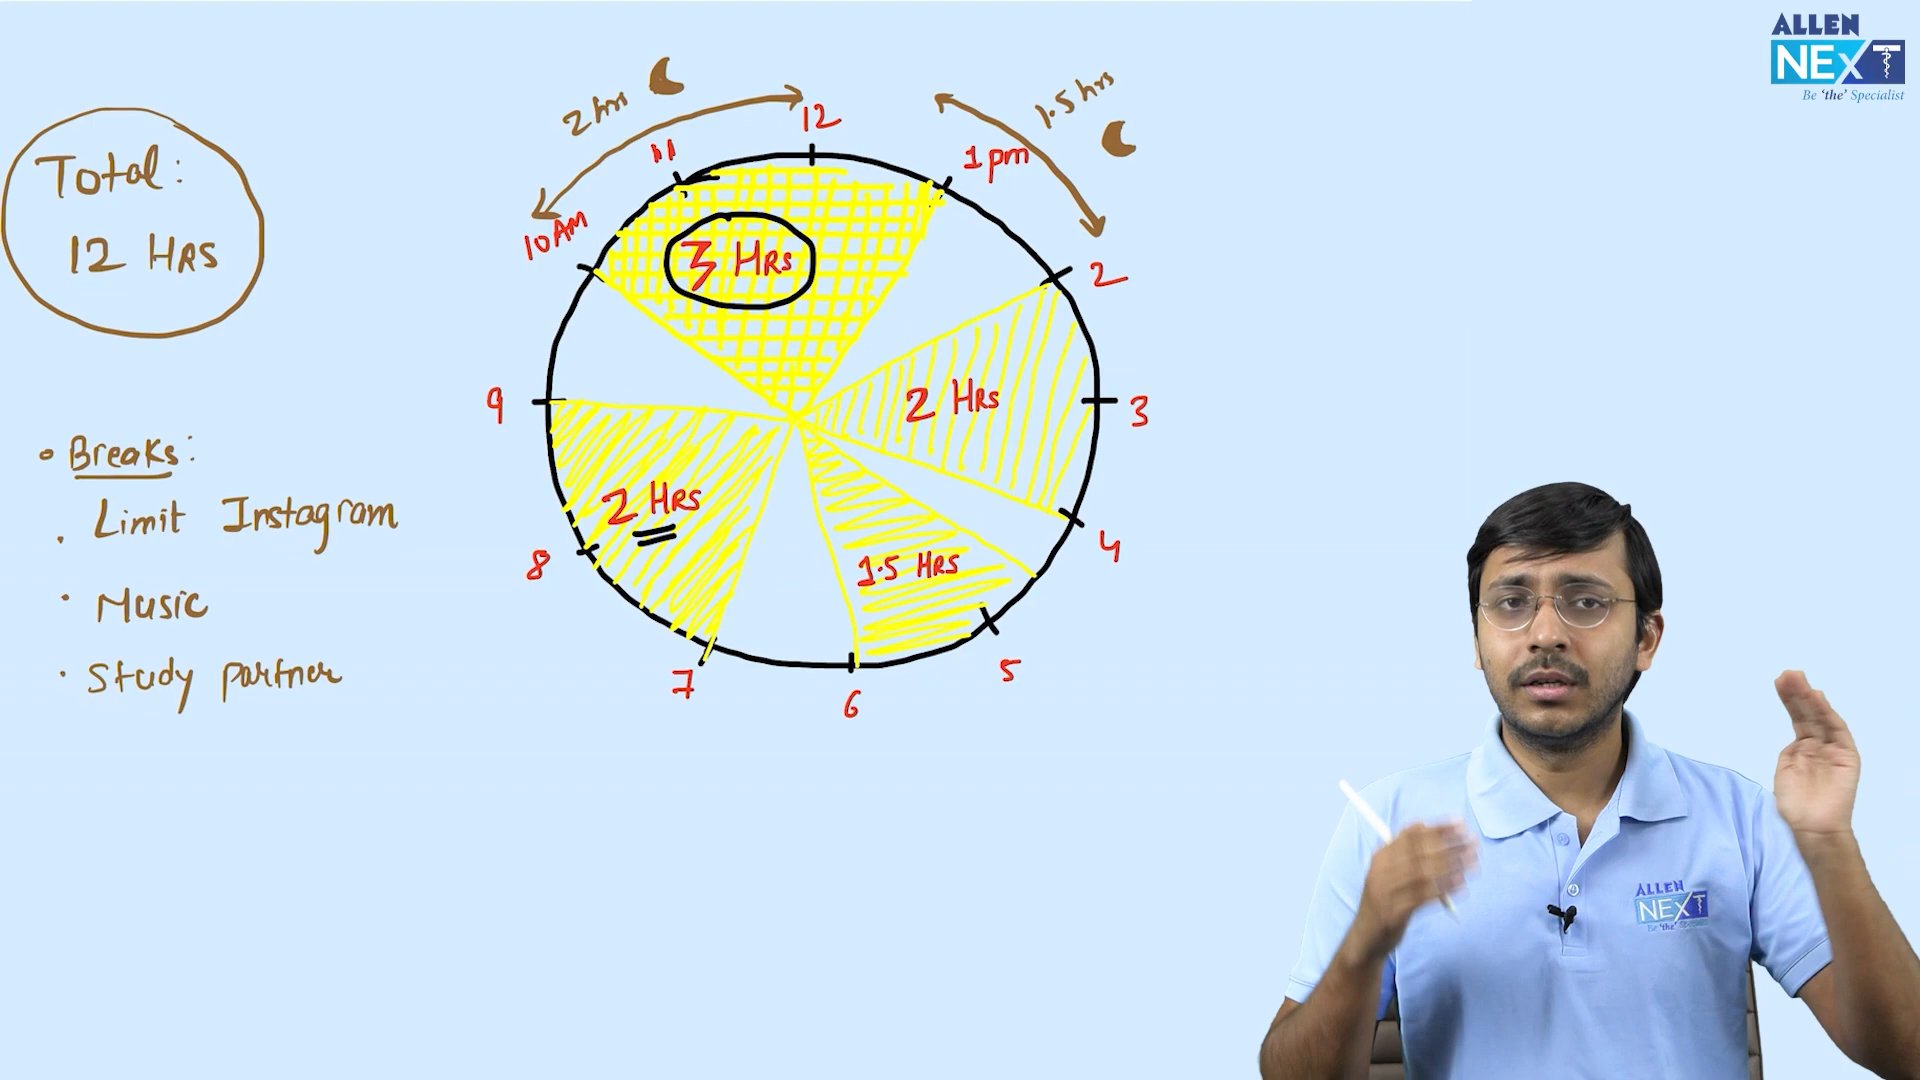 ALLEN
NEXT
Be 'the' Specialist
Total:
12 HRS
2 hrs
1.5 hrs
12
11
1 pm
10 AM
2
3 HRS
9
2 HRS
3
2 HRS
4
8
1.5 HRS
5
7
6
Breaks:
Limit Instagram
Music
Study partner
ALLEN
NEXT
Be 'the'